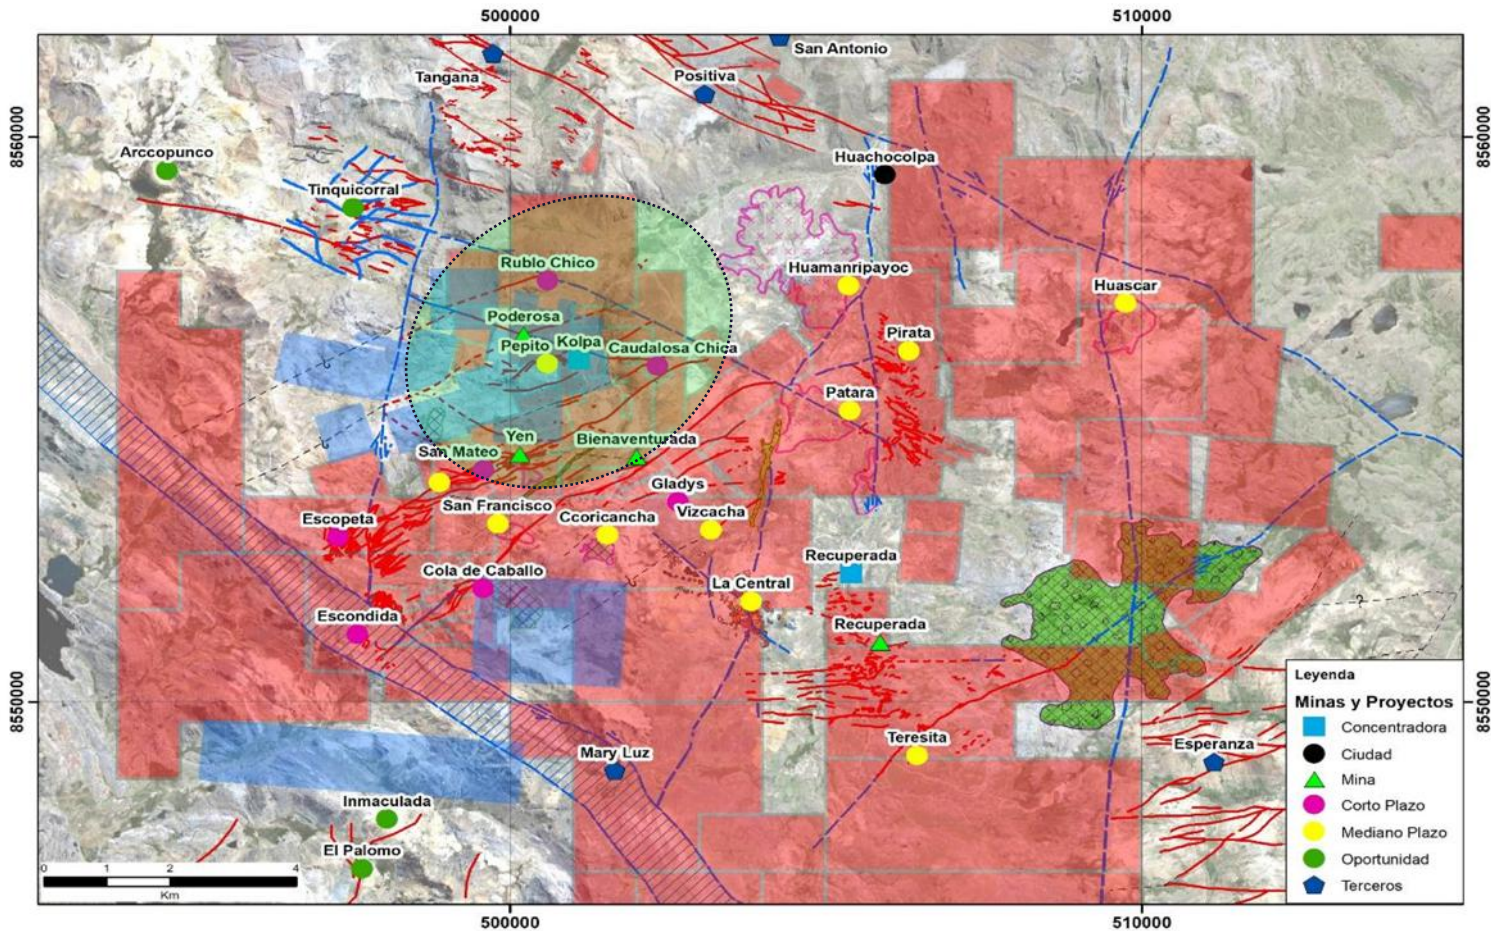 500000
510000
San Antonio
Tangana
Positiva
8560000
8560000
Arccopunco
Huachocolpa
Tinquicorral
Rublo Chico
Huamanripayoc
Huascar
Poderosa
Pepito
Kolpa
Caudalosa Chica
Pirata
Patara
Yen
Bienaventurada
San Mateo
Gladys
San Francisco
Ccoricancha
Vizcacha
Escopeta
Recuperada
Cola de Caballo
La Central
Escondida
Recuperada
?
8550000
8550000
Teresita
Mary Luz
Esperanza
Inmaculada
El Palomo
0 1 2 4
Km
Leyenda
Minas y Proyectos
Concentradora
Ciudad
Mina
Corto Plazo
Mediano Plazo
Oportunidad
Terceros
500000
510000